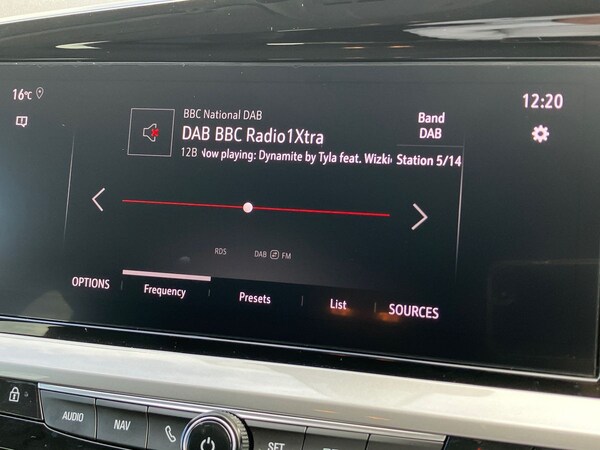 16°C
12:20
BBC National DAB
DAB BBC Radio1Xtra
12B Now playing: Dynamite by Tyla feat. Wizki
Band
DAB
Station 5/14
RDS DAB FM
OPTIONS Frequency Presets List SOURCES
AUDIO NAV SET